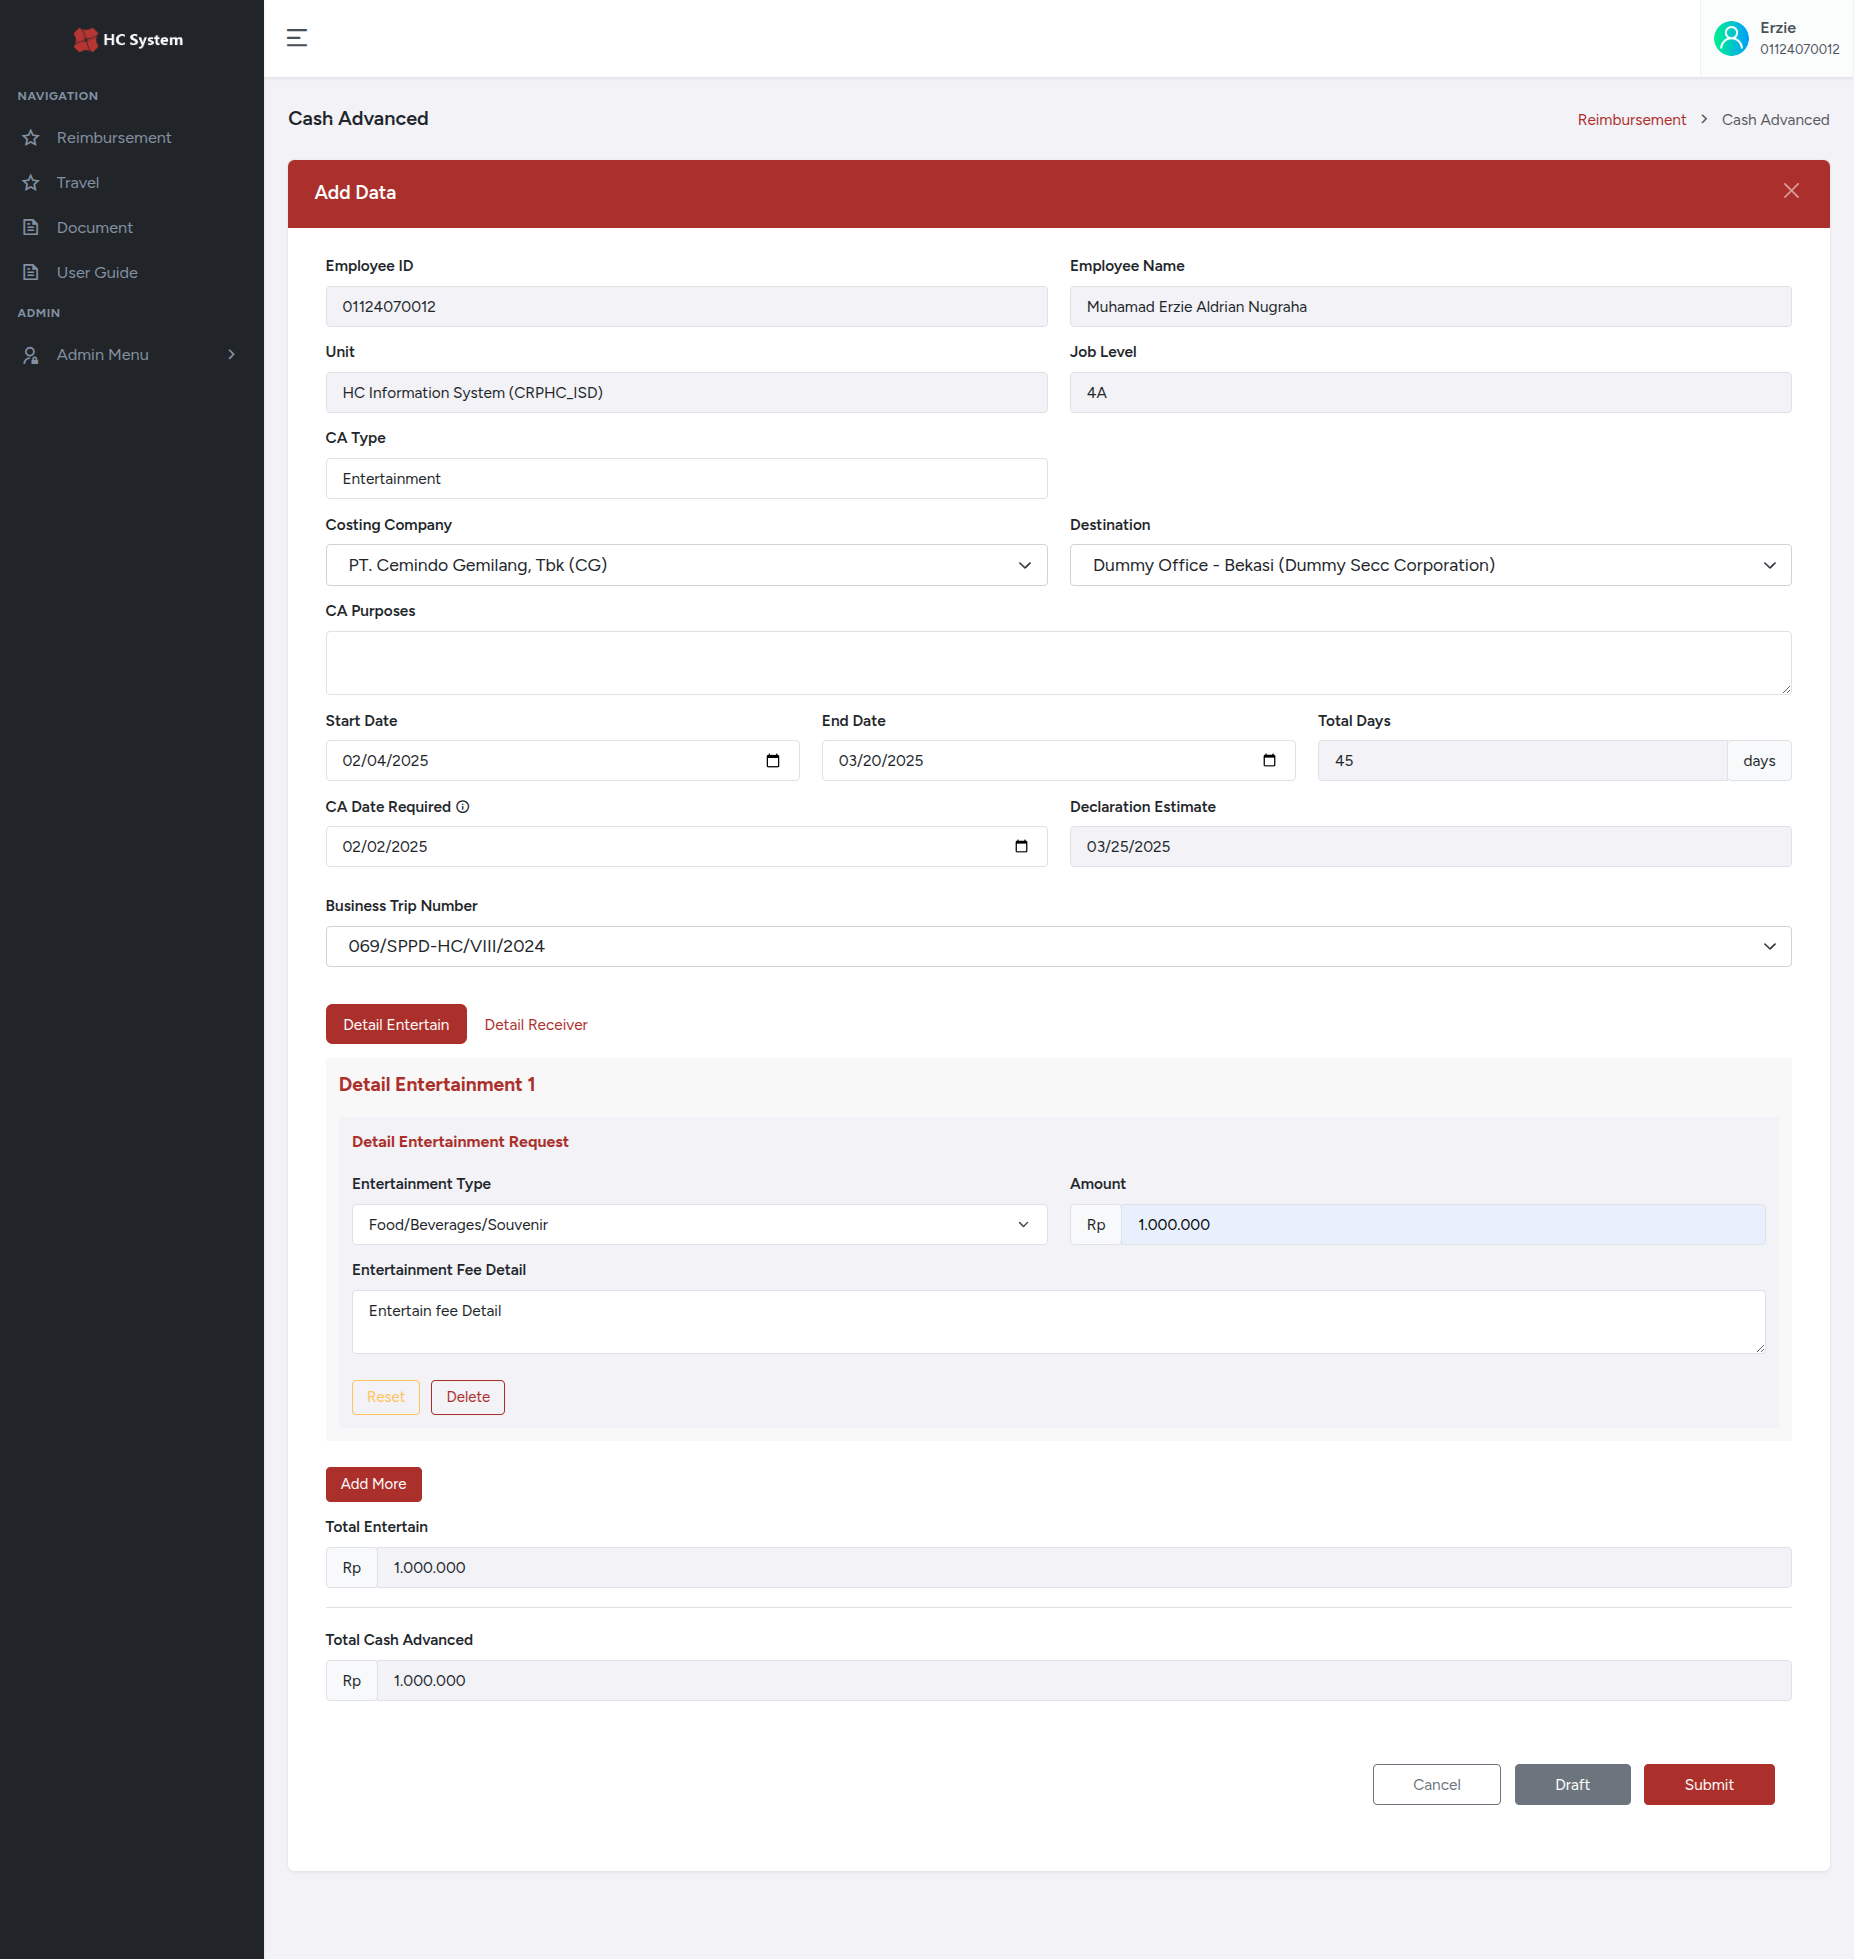 HC System
NAVIGATION
Reimbursement
Travel
Document
User Guide
ADMIN
Admin Menu
Erzie
01124070012
Cash Advanced
Reimbursement > Cash Advanced
Add Data
Employee ID
Employee Name
01124070012
Muhamad Erzie Aldrian Nugraha
Unit
Job Level
HC Information System (CRPHC_ISD)
4A
CA Type
Entertainment
Costing Company
Destination
PT. Cemindo Gemilang, Tbk (CG)
Dummy Office - Bekasi (Dummy Secc Corporation)
CA Purposes
Start Date
End Date
Total Days
02/04/2025
03/20/2025
45 days
CA Date Required
Declaration Estimate
02/02/2025
03/25/2025
Business Trip Number
069/SPPD-HC/VIII/2024
Detail Entertain
Detail Receiver
Detail Entertainment 1
Detail Entertainment Request
Entertainment Type
Amount
Food/Beverages/Souvenir
Rp 1.000.000
Entertainment Fee Detail
Entertain fee Detail
Reset
Delete
Add More
Total Entertain
Rp 1.000.000
Total Cash Advanced
Rp 1.000.000
Cancel
Draft
Submit